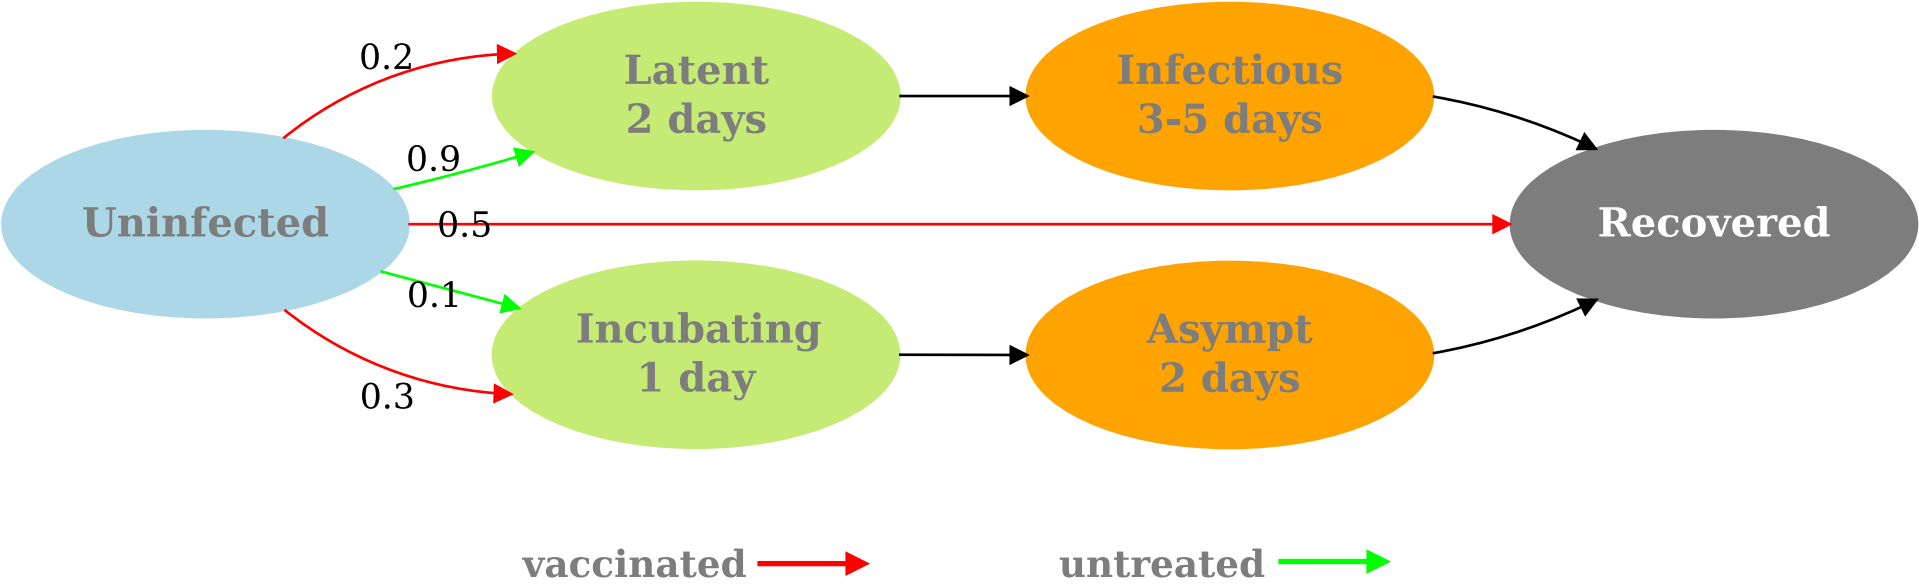 0.2
Latent
2 days
Infectious
3-5 days
0.9
Uninfected
0.5
Recovered
0.1
Incubating
1 day
Asympt
2 days
0.3
vaccinated
untreated